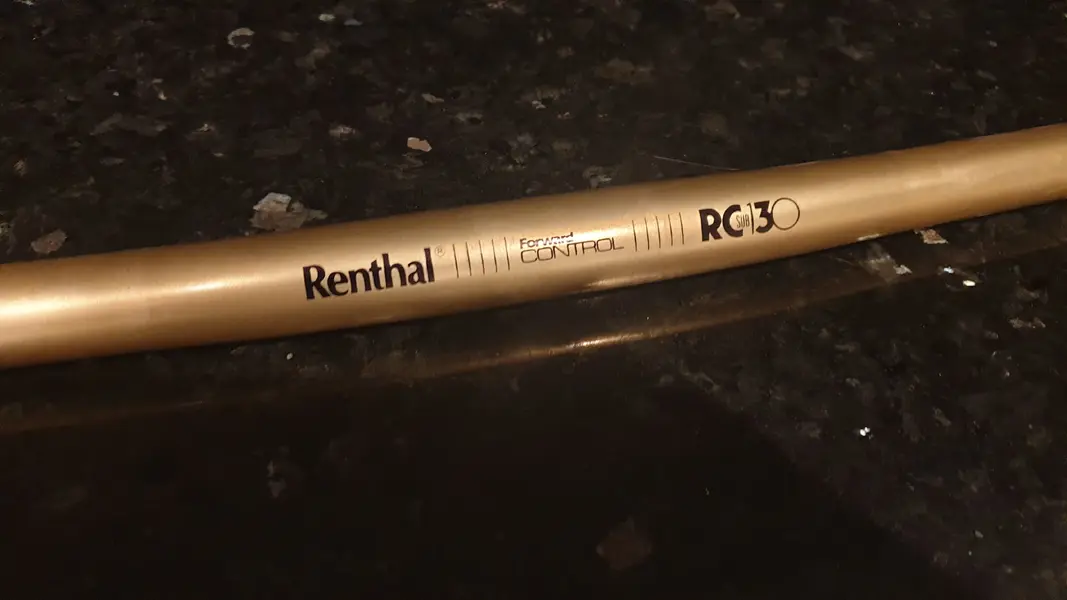 Renthal® Forward CONTROL RC SUB 130